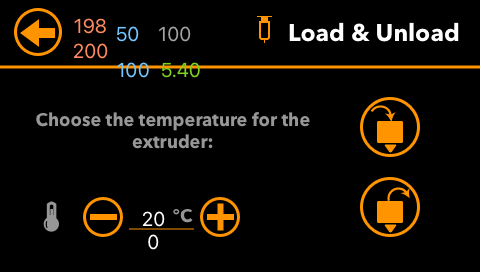 198 50 100 Load & Unload
200
100 5.40
Choose the temperature for the
extruder:
20 °C
0